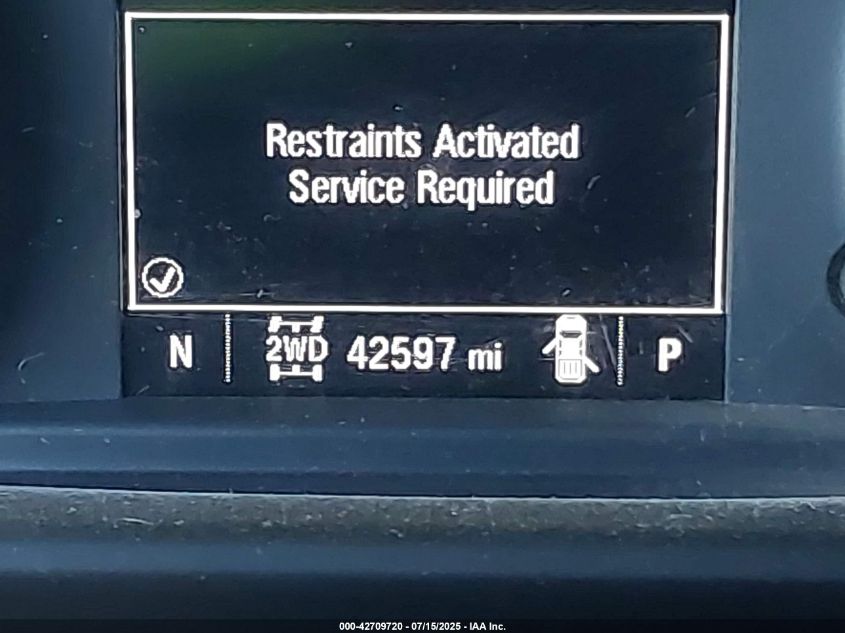 Restraints Activated
Service Required
N 2WD 42597 mi P
000-42709720 - 07/15/2025 - IAA Inc.